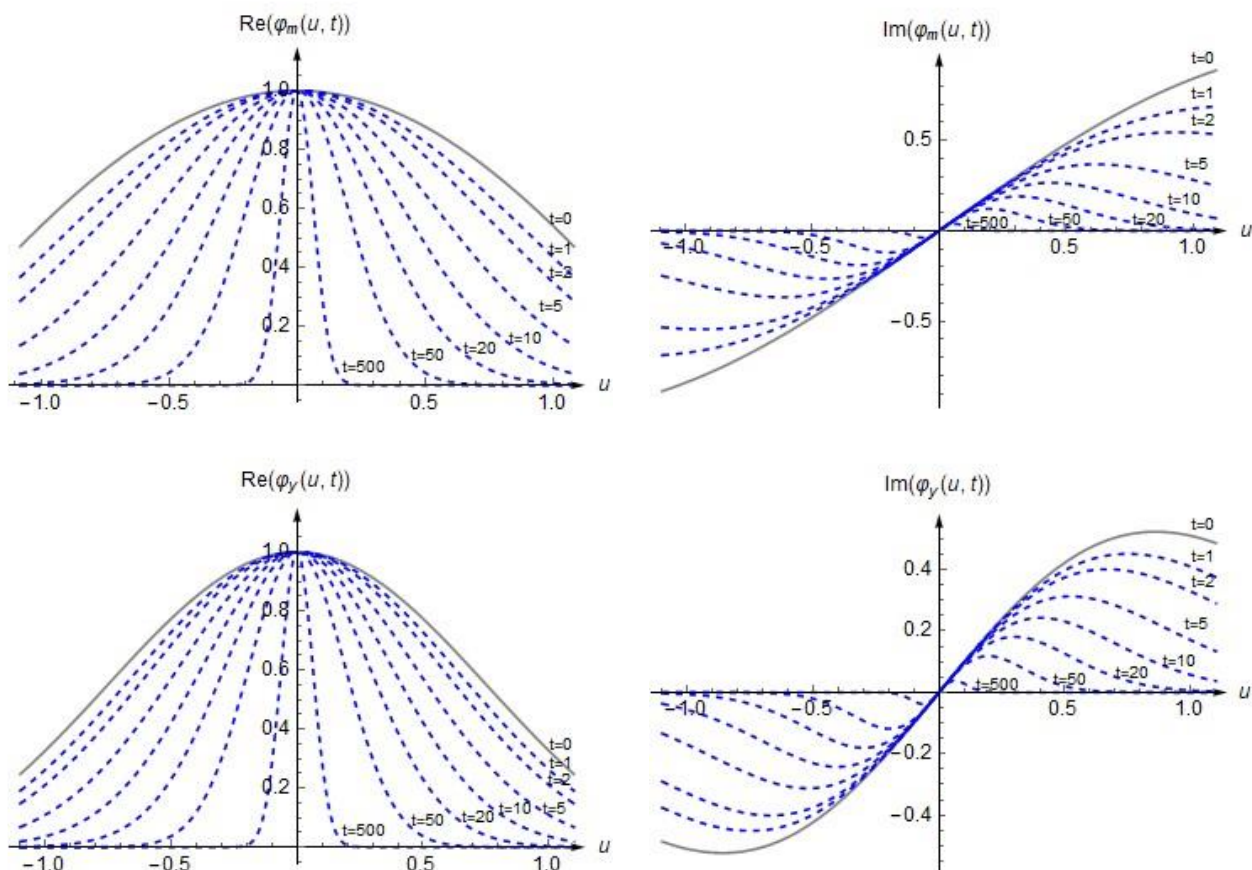 Re(φm(u, t))
1.0
0.8
0.6
0.4
0.2
t=0
t=1
t=2
t=5
t=10
t=20
t=50
t=500
−1.0
−0.5
0.5
1.0
u
Im(φm(u, t))
t=0
t=1
t=2
t=5
t=10
t=20
t=50
t=500
0.5
−0.5
−1.0
−0.5
0.5
1.0
u
Re(φy(u, t))
1.0
0.8
0.6
0.4
0.2
t=0
t=1
t=2
t=5
t=10
t=20
t=50
t=500
−1.0
−0.5
0.5
1.0
u
Im(φy(u, t))
t=0
t=1
t=2
t=5
t=10
t=20
t=50
t=500
0.4
0.2
−0.2
−0.4
−1.0
−0.5
0.5
1.0
u